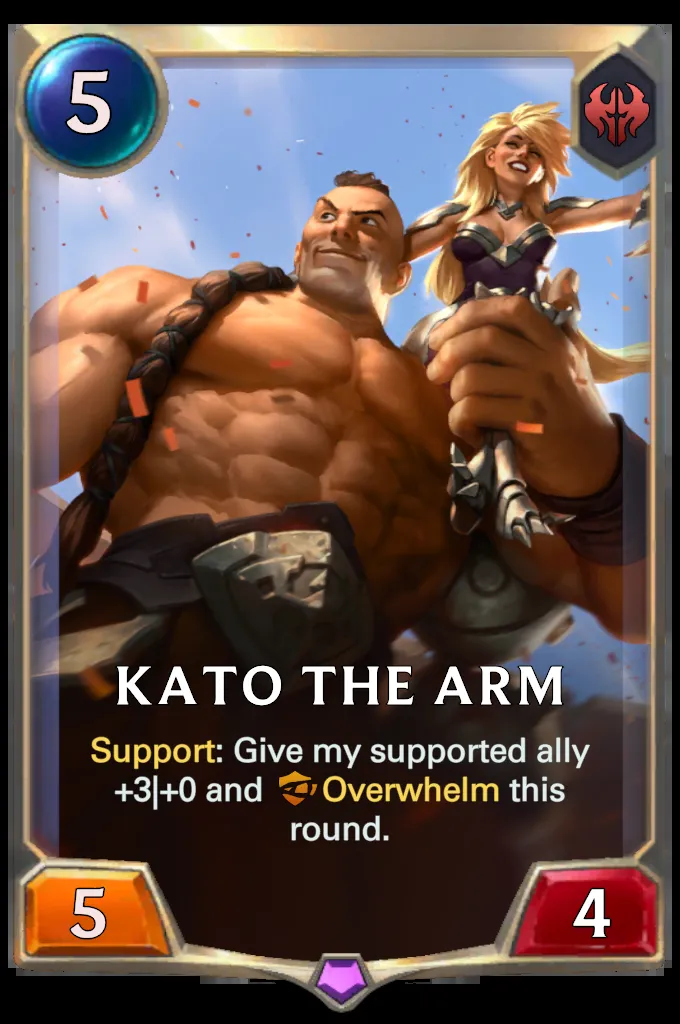 5
KATO THE ARM
Support: Give my supported ally
+3|+0 and Overwhelm this
round.
5
4